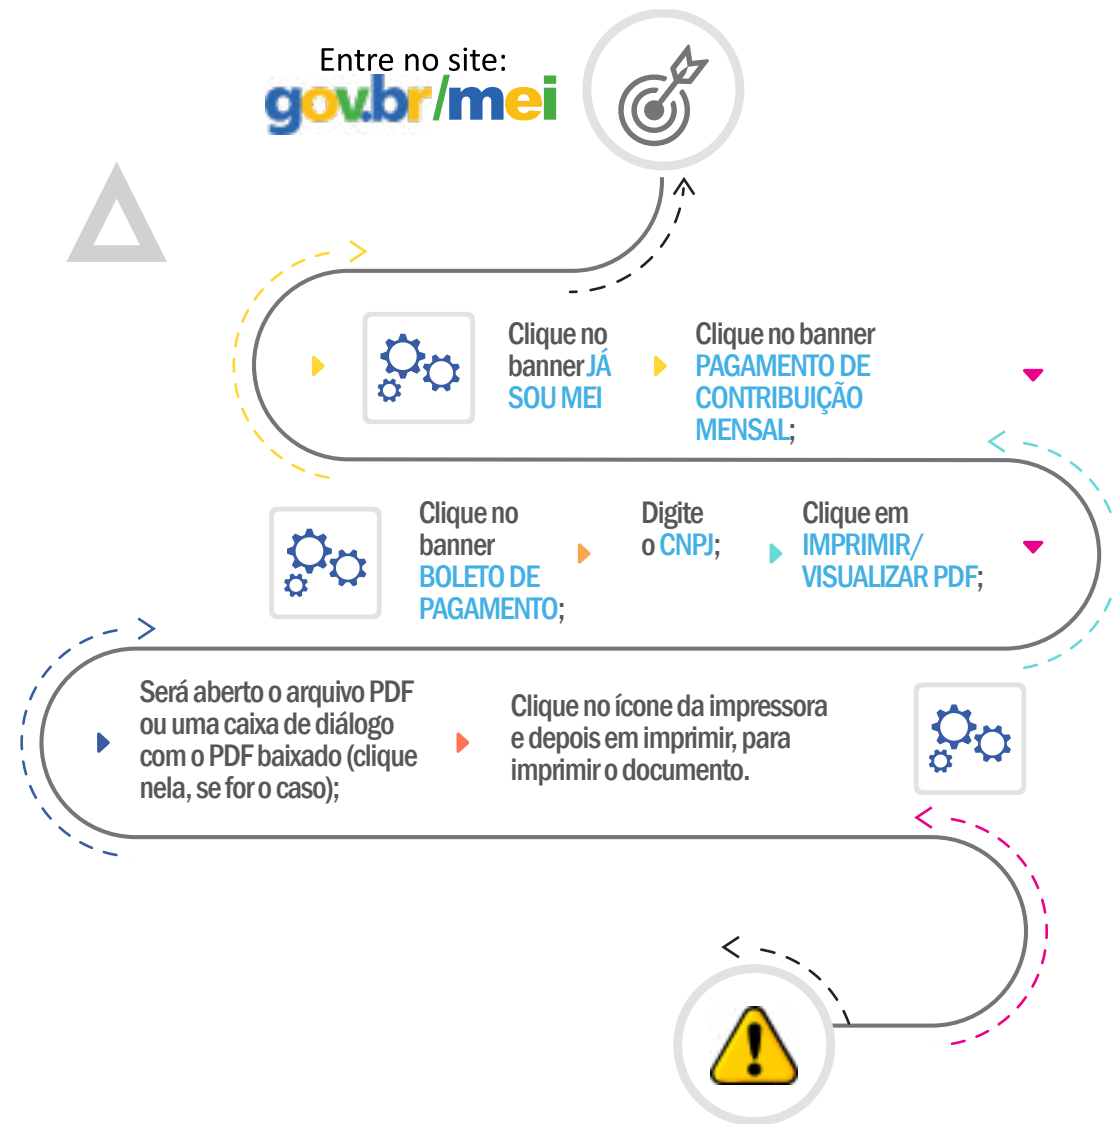 Entre no site:
gov.br/mei
Clique no
banner JÁ
SOU MEI
Clique no banner
PAGAMENTO DE
CONTRIBUIÇÃO
MENSAL;
Clique no
banner
BOLETO DE
PAGAMENTO;
Digite
o CNPJ;
Clique em
IMPRIMIR/
VISUALIZAR PDF;
Será aberto o arquivo PDF
ou uma caixa de diálogo
com o PDF baixado (clique
nela, se for o caso);
Clique no ícone da impressora
e depois em imprimir, para
imprimir o documento.